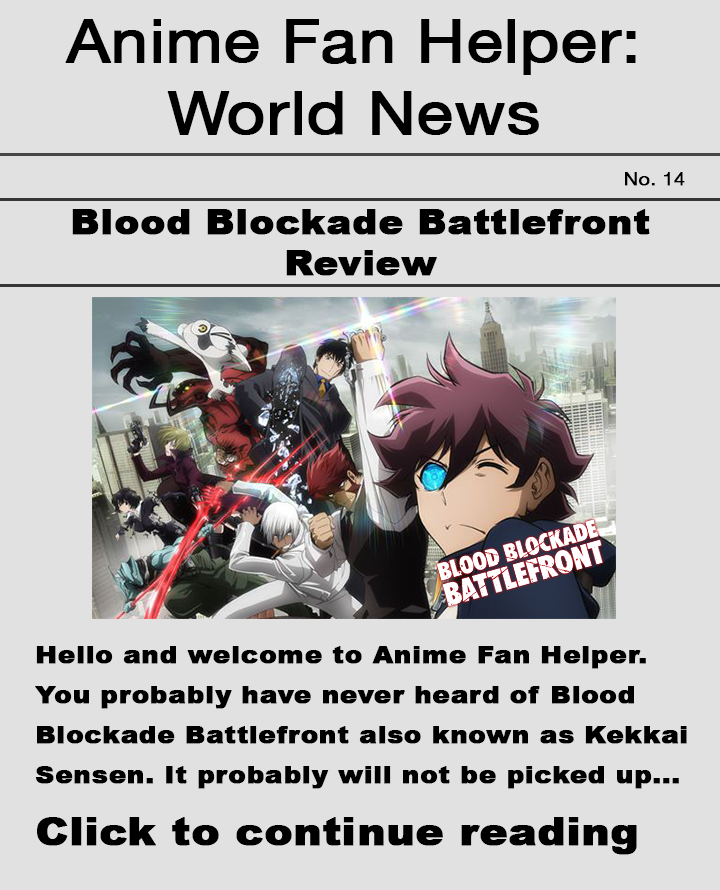 Anime Fan Helper:
World News
No. 14
Blood Blockade Battlefront
Review
BLOOD BLOCKADE
BATTLEFRONT
Hello and welcome to Anime Fan Helper.
You probably have never heard of Blood
Blockade Battlefront also known as Kekkai
Sensen. It probably will not be picked up...
Click to continue reading